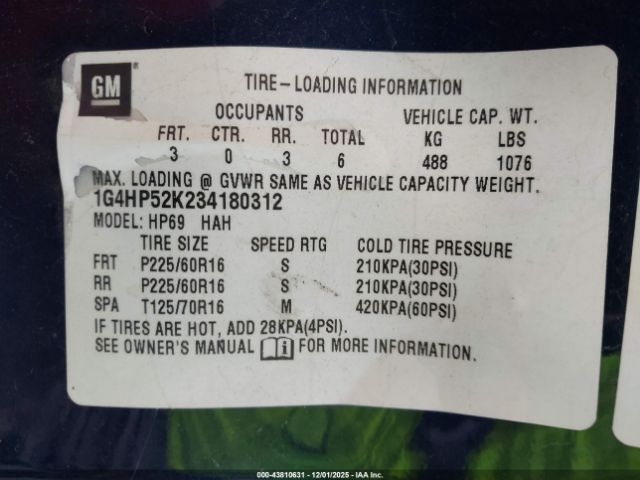 GM ®
TIRE-LOADING INFORMATION
OCCUPANTS VEHICLE CAP. WT.
FRT. CTR. RR. TOTAL KG LBS
3 0 3 6 488 1076
MAX. LOADING @ GVWR SAME AS VEHICLE CAPACITY WEIGHT.
1G4HP52K234180312
MODEL: HP69 HAH
TIRE SIZE SPEED RTG COLD TIRE PRESSURE
FRT P225/60R16 S 210KPA(30PSI)
RR P225/60R16 S 210KPA(30PSI)
SPA T125/70R16 M 420KPA(60PSI)
IF TIRES ARE HOT, ADD 28KPA(4PSI).
SEE OWNER'S MANUAL FOR MORE INFORMATION.
000-43810631 - 12/01/2025 - IAA Inc.